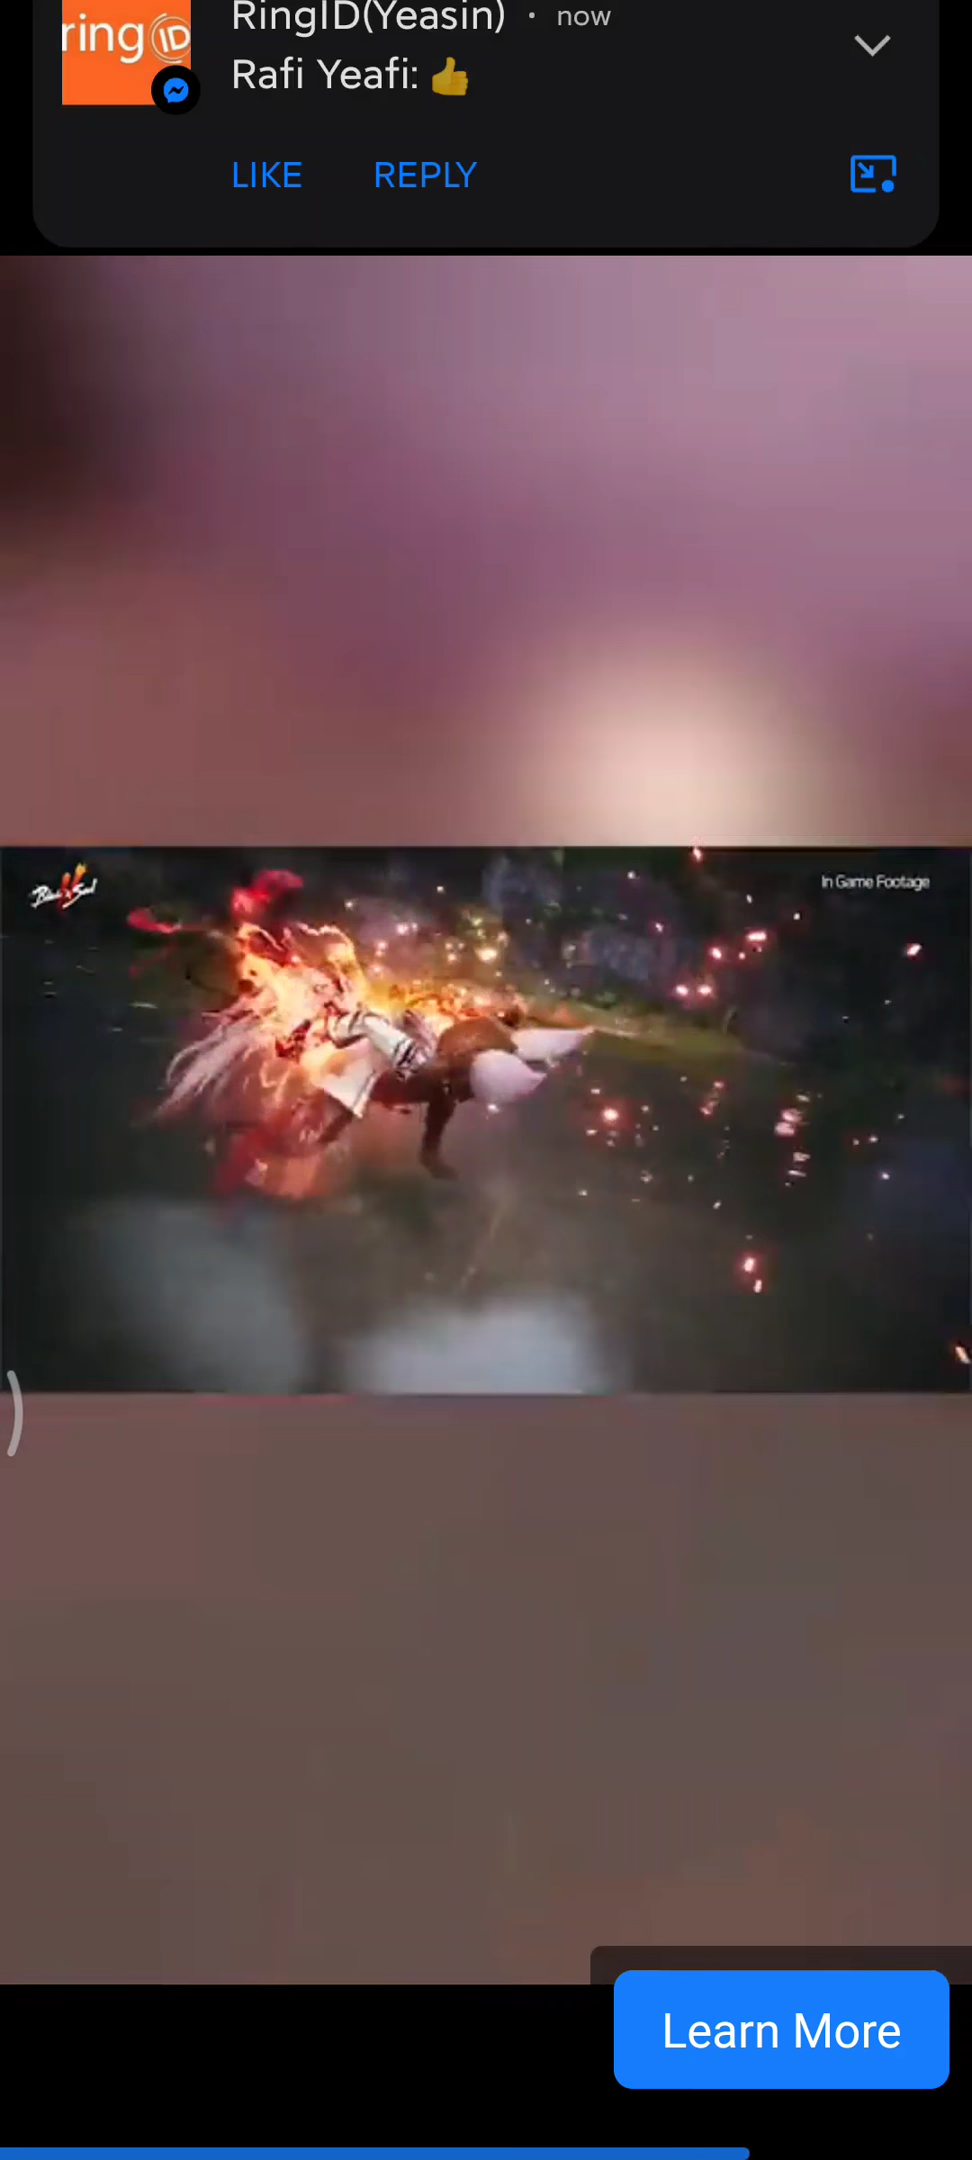 ring ID
RingID(Yeasin) • now
Rafi Yeafi: 👍
LIKE REPLY
In Game Footage
Learn More